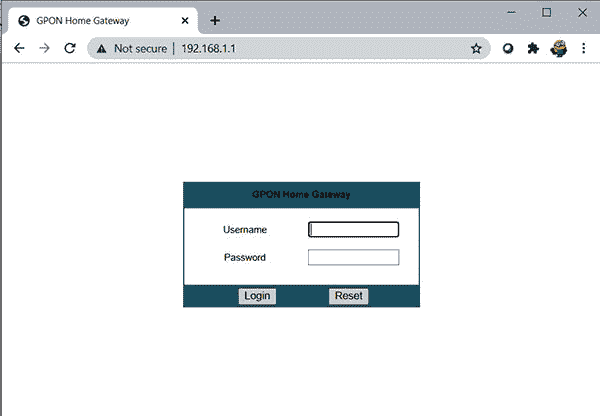 GPON Home Gateway
Not secure | 192.168.1.1
GPON Home Gateway
Username
Password
Login Reset